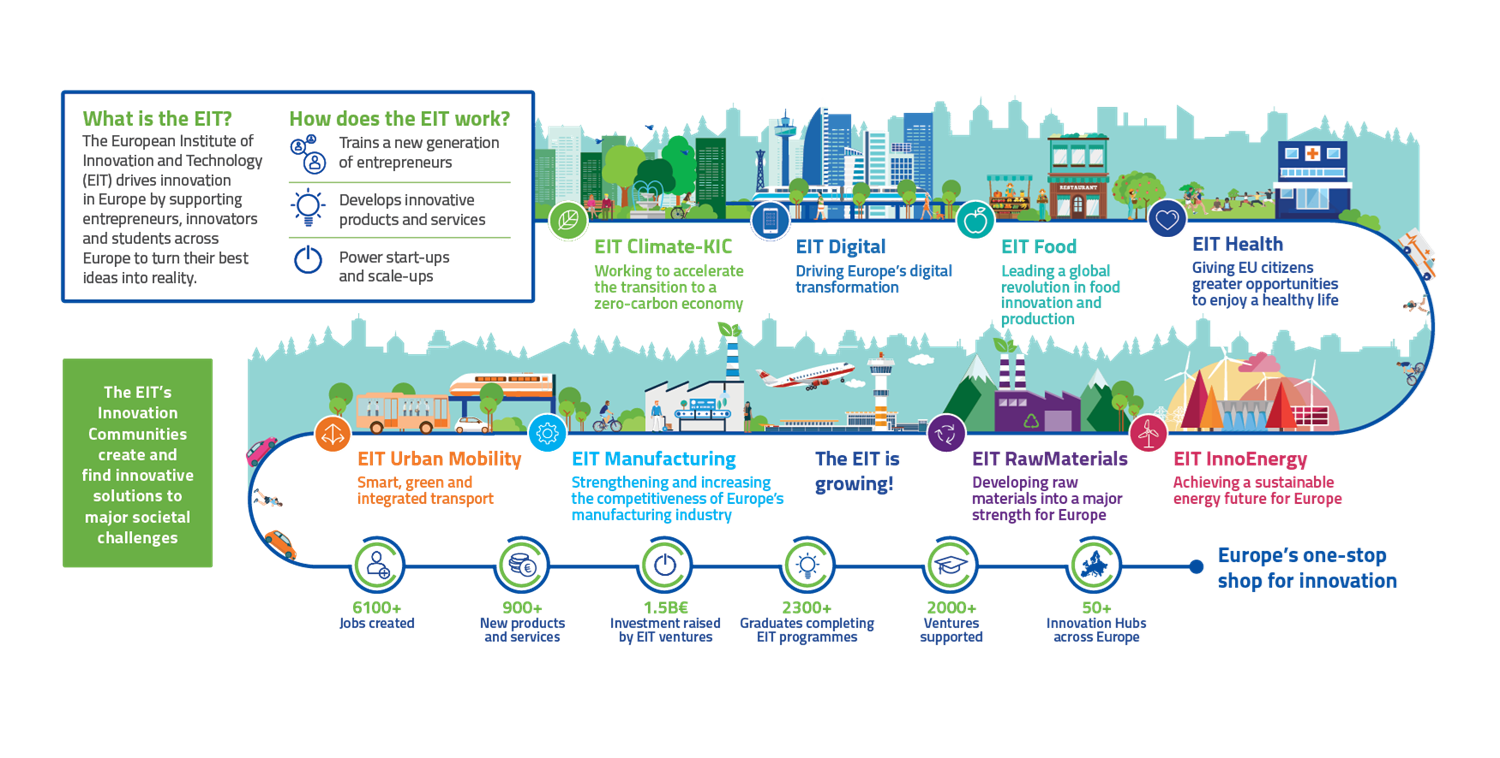 What is the EIT?
The European Institute of
Innovation and Technology
(EIT) drives innovation
in Europe by supporting
entrepreneurs, innovators
and students across
Europe to turn their best
ideas into reality.
How does the EIT work?
Trains a new generation
of entrepreneurs
Develops innovative
products and services
Power start-ups
and scale-ups
RESTAURANT
EIT Climate-KIC
Working to accelerate
the transition to a
zero-carbon economy
EIT Digital
Driving Europe's digital
transformation
EIT Food
Leading a global
revolution in food
innovation and
production
EIT Health
Giving EU citizens
greater opportunities
to enjoy a healthy life
The EIT's
Innovation
Communities
create and
find innovative
solutions to
major societal
challenges
EIT Urban Mobility
Smart, green and
integrated transport
EIT Manufacturing
Strengthening and increasing
the competitiveness of Europe's
manufacturing industry
The EIT is
growing!
EIT RawMaterials
Developing raw
materials into a major
strength for Europe
EIT InnoEnergy
Achieving a sustainable
energy future for Europe
6100+
Jobs created
900+
New products
and services
1.5B€
Investment raised
by EIT ventures
2300+
Graduates completing
EIT programmes
2000+
Ventures
supported
50+
Innovation Hubs
across Europe
Europe's one-stop
shop for innovation